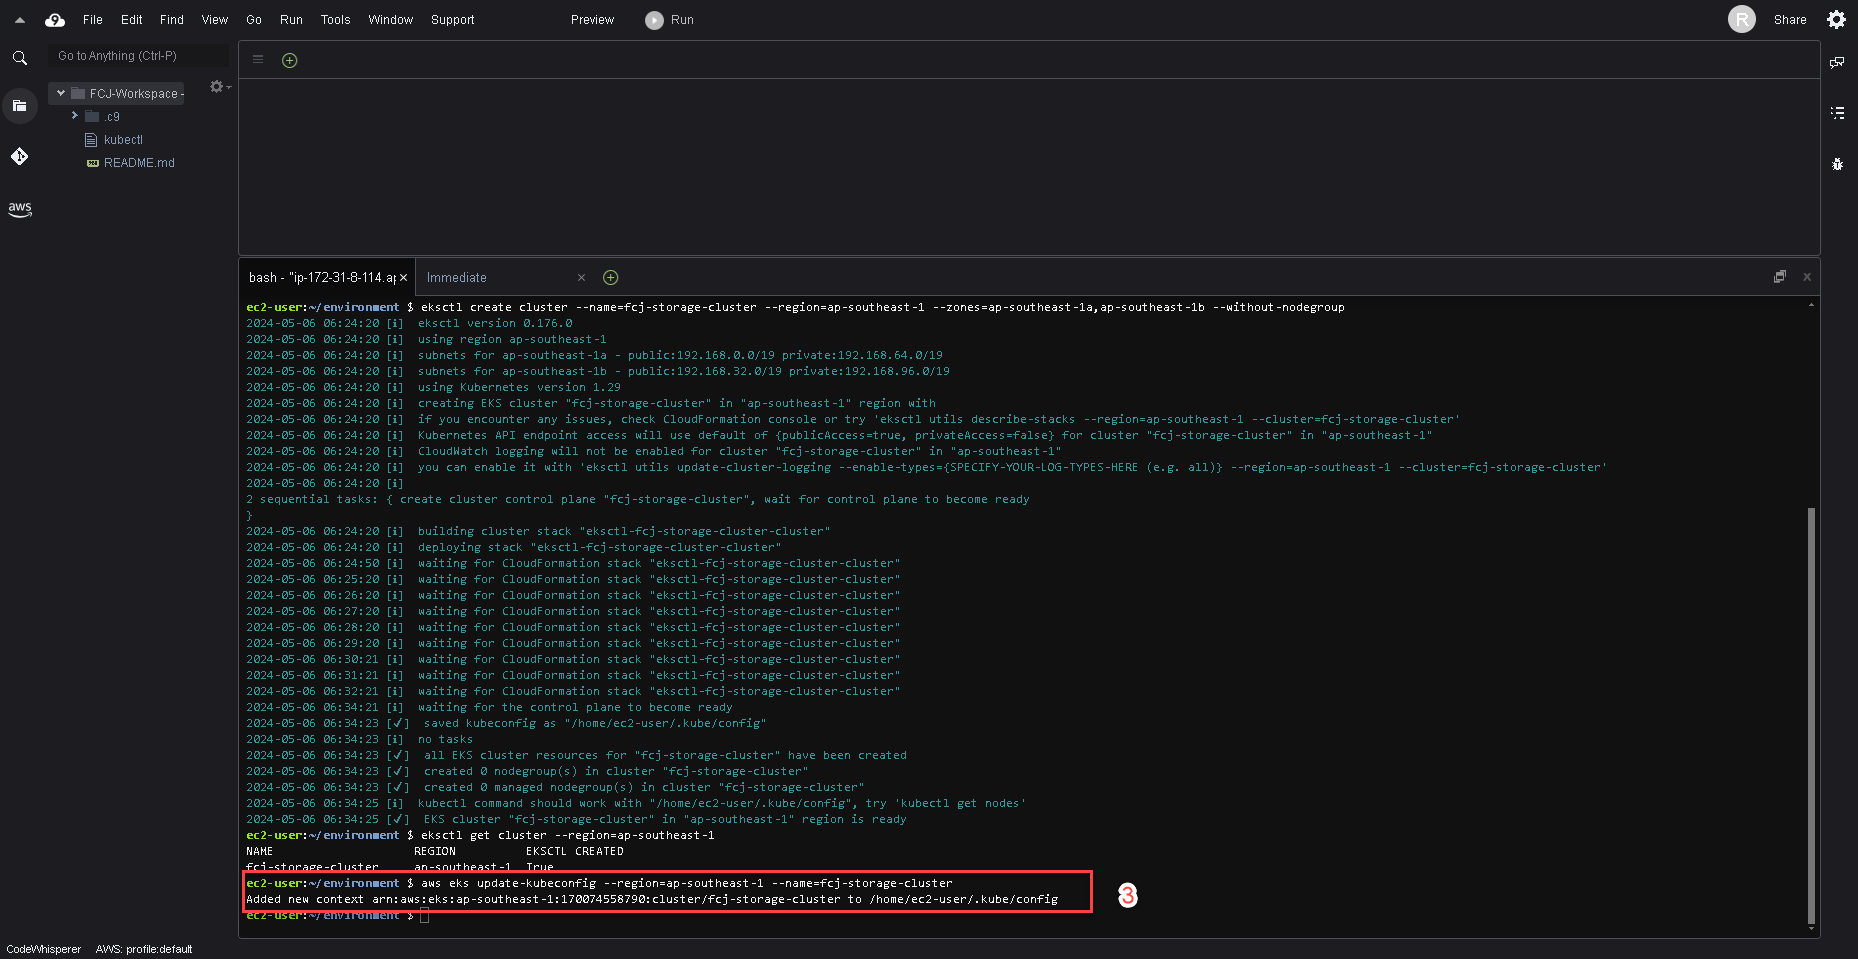 9 File Edit Find View Go Run Tools Window Support Preview Run R Share
Go to Anything (Ctrl-P)
FCJ-Workspace -
.c9
kubectl
README.md
aws
bash - "ip-172-31-8-114.ap × Immediate ×
ec2-user:~/environment $ eksctl create cluster --name=fcj-storage-cluster --region=ap-southeast-1 --zones=ap-southeast-1a,ap-southeast-1b --without-nodegroup
2024-05-06 06:24:20 [i] eksctl version 0.176.0
2024-05-06 06:24:20 [i] using region ap-southeast-1
2024-05-06 06:24:20 [i] subnets for ap-southeast-1a - public:192.168.0.0/19 private:192.168.64.0/19
2024-05-06 06:24:20 [i] subnets for ap-southeast-1b - public:192.168.32.0/19 private:192.168.96.0/19
2024-05-06 06:24:20 [i] using Kubernetes version 1.29
2024-05-06 06:24:20 [i] creating EKS cluster "fcj-storage-cluster" in "ap-southeast-1" region with
2024-05-06 06:24:20 [i] if you encounter any issues, check CloudFormation console or try 'eksctl utils describe-stacks --region=ap-southeast-1 --cluster=fcj-storage-cluster'
2024-05-06 06:24:20 [i] Kubernetes API endpoint access will use default of {publicAccess=true, privateAccess=false} for cluster "fcj-storage-cluster" in "ap-southeast-1"
2024-05-06 06:24:20 [i] CloudWatch logging will not be enabled for cluster "fcj-storage-cluster" in "ap-southeast-1"
2024-05-06 06:24:20 [i] you can enable it with 'eksctl utils update-cluster-logging --enable-types={SPECIFY-YOUR-LOG-TYPES-HERE (e.g. all)} --region=ap-southeast-1 --cluster=fcj-storage-cluster'
2024-05-06 06:24:20 [i]
2 sequential tasks: { create cluster control plane "fcj-storage-cluster", wait for control plane to become ready
}
2024-05-06 06:24:20 [i] building cluster stack "eksctl-fcj-storage-cluster-cluster"
2024-05-06 06:24:20 [i] deploying stack "eksctl-fcj-storage-cluster-cluster"
2024-05-06 06:24:50 [i] waiting for CloudFormation stack "eksctl-fcj-storage-cluster-cluster"
2024-05-06 06:25:20 [i] waiting for CloudFormation stack "eksctl-fcj-storage-cluster-cluster"
2024-05-06 06:26:20 [i] waiting for CloudFormation stack "eksctl-fcj-storage-cluster-cluster"
2024-05-06 06:27:20 [i] waiting for CloudFormation stack "eksctl-fcj-storage-cluster-cluster"
2024-05-06 06:28:20 [i] waiting for CloudFormation stack "eksctl-fcj-storage-cluster-cluster"
2024-05-06 06:29:20 [i] waiting for CloudFormation stack "eksctl-fcj-storage-cluster-cluster"
2024-05-06 06:30:21 [i] waiting for CloudFormation stack "eksctl-fcj-storage-cluster-cluster"
2024-05-06 06:31:21 [i] waiting for CloudFormation stack "eksctl-fcj-storage-cluster-cluster"
2024-05-06 06:32:21 [i] waiting for CloudFormation stack "eksctl-fcj-storage-cluster-cluster"
2024-05-06 06:34:21 [i] waiting for the control plane to become ready
2024-05-06 06:34:23 [✓] saved kubeconfig as "/home/ec2-user/.kube/config"
2024-05-06 06:34:23 [i] no tasks
2024-05-06 06:34:23 [✓] all EKS cluster resources for "fcj-storage-cluster" have been created
2024-05-06 06:34:23 [✓] created 0 nodegroup(s) in cluster "fcj-storage-cluster"
2024-05-06 06:34:23 [✓] created 0 managed nodegroup(s) in cluster "fcj-storage-cluster"
2024-05-06 06:34:25 [i] kubectl command should work with "/home/ec2-user/.kube/config", try 'kubectl get nodes'
2024-05-06 06:34:25 [✓] EKS cluster "fcj-storage-cluster" in "ap-southeast-1" region is ready
ec2-user:~/environment $ eksctl get cluster --region=ap-southeast-1
NAME REGION EKSCTL CREATED
fcj-storage-cluster ap-southeast-1 True
ec2-user:~/environment $ aws eks update-kubeconfig --region=ap-southeast-1 --name=fcj-storage-cluster
Added new context arn:aws:eks:ap-southeast-1:170074558790:cluster/fcj-storage-cluster to /home/ec2-user/.kube/config
3
ec2-user:~/environment $
CodeWhisperer AWS: profile:default